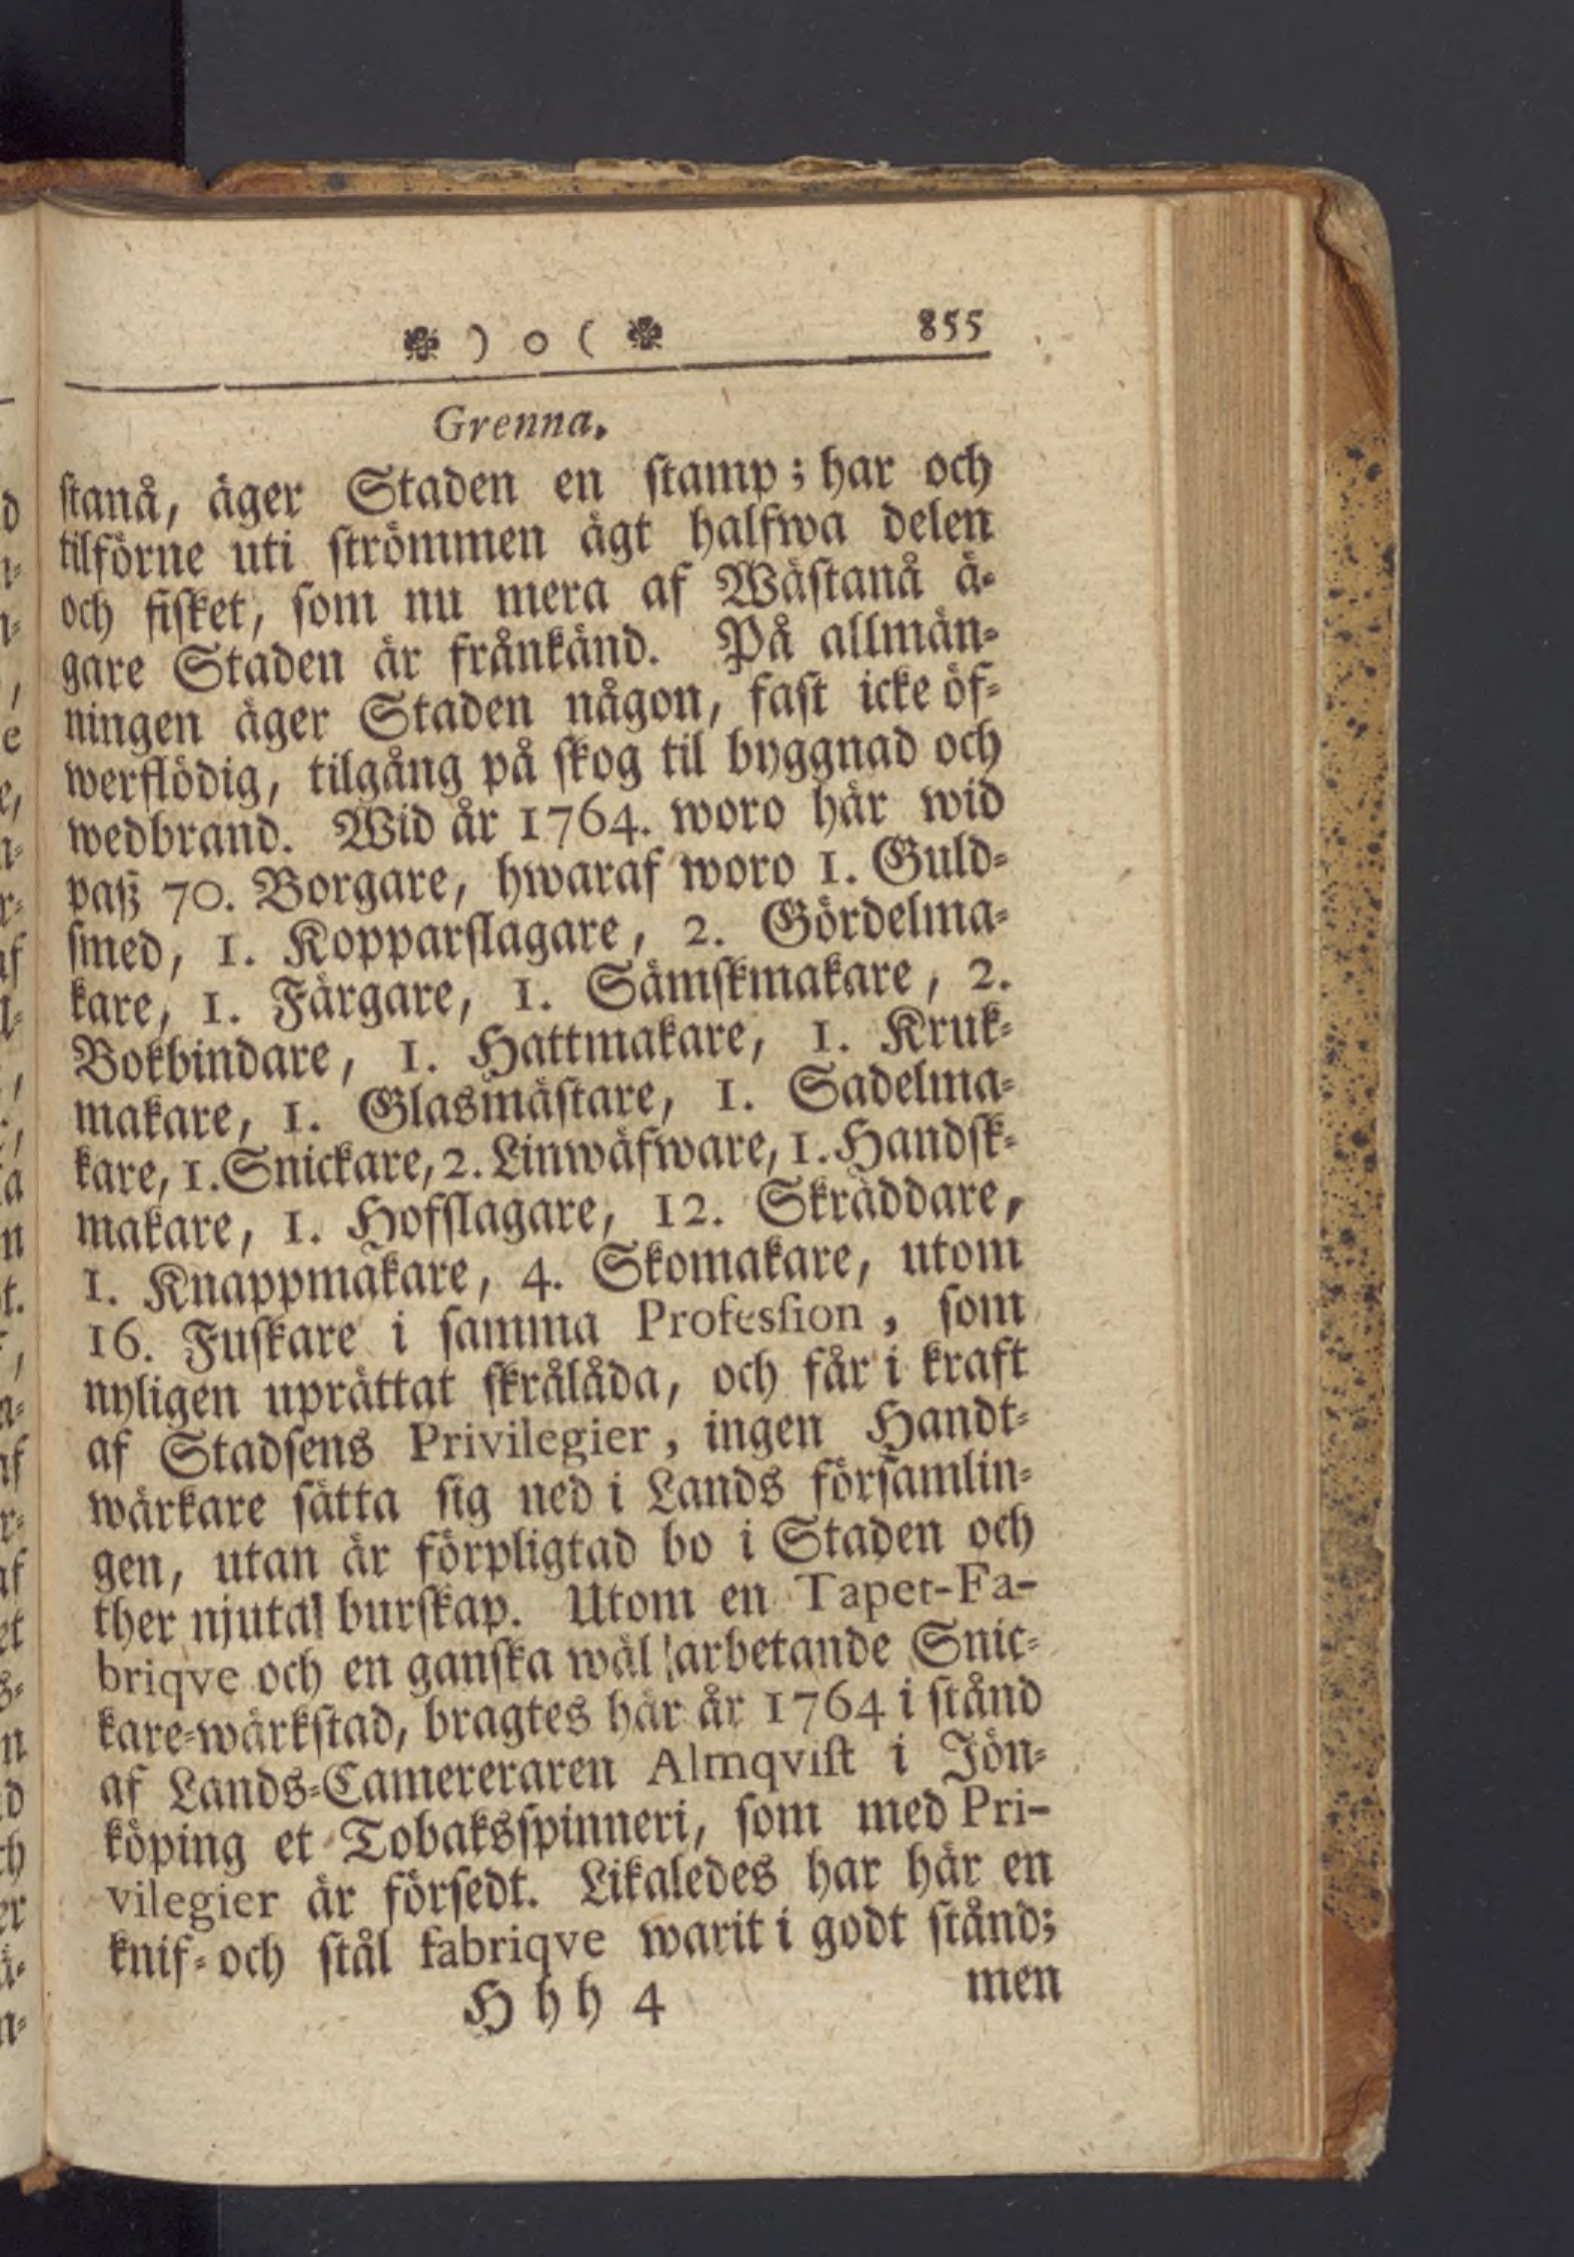 ❀ ) o ( ❀ 855
Grenna.
stanå, äger Staden en stamp; har och
tilförne uti strömmen ägt halfwa delen
och fisket, som nu mera af Wästanå ä-
gare Staden är frånkänd. På allmän-
ningen äger Staden någon, fast icke öf-
werflödig, tilgång på skog til byggnad och
wedbrand. Wid år 1764. woro här wid
paß 70. Borgare, hwaraf woro 1. Guld-
smed, 1. Kopparslagare, 2. Gördelma-
kare, 1. Färgare, 1. Sämskmakare, 2.
Bokbindare, 1. Hattmakare, 1. Kruk-
makare, 1. Glasmästare, 1. Sadelma-
kare, 1. Snickare, 2. Linwäfware, 1. Handsk-
makare, 1. Hofslagare, 12. Skräddare,
1. Knappmakare, 4. Skomakare, utom
16. Fuskare i samma Profession, som
nyligen uprättat skrålåda, och får i kraft
af Stadsens Privilegier, ingen Handt-
wärkare sätta sig ned i Lands församlin-
gen, utan är förpligtad bo i Staden och
ther njuta burskap. Utom en Tapet-Fa-
briqve och en ganska wäl arbetande Snic-
kare-wärkstad, bragtes här år 1764 i stånd
af Lands-Camereraren Almqvist i Jön-
köping et Tobaksspinneri, som med Pri-
vilegier är försedt. Likaledes har här en
knif- och stål fabriqve warit i godt stånd;
H h h 4 men